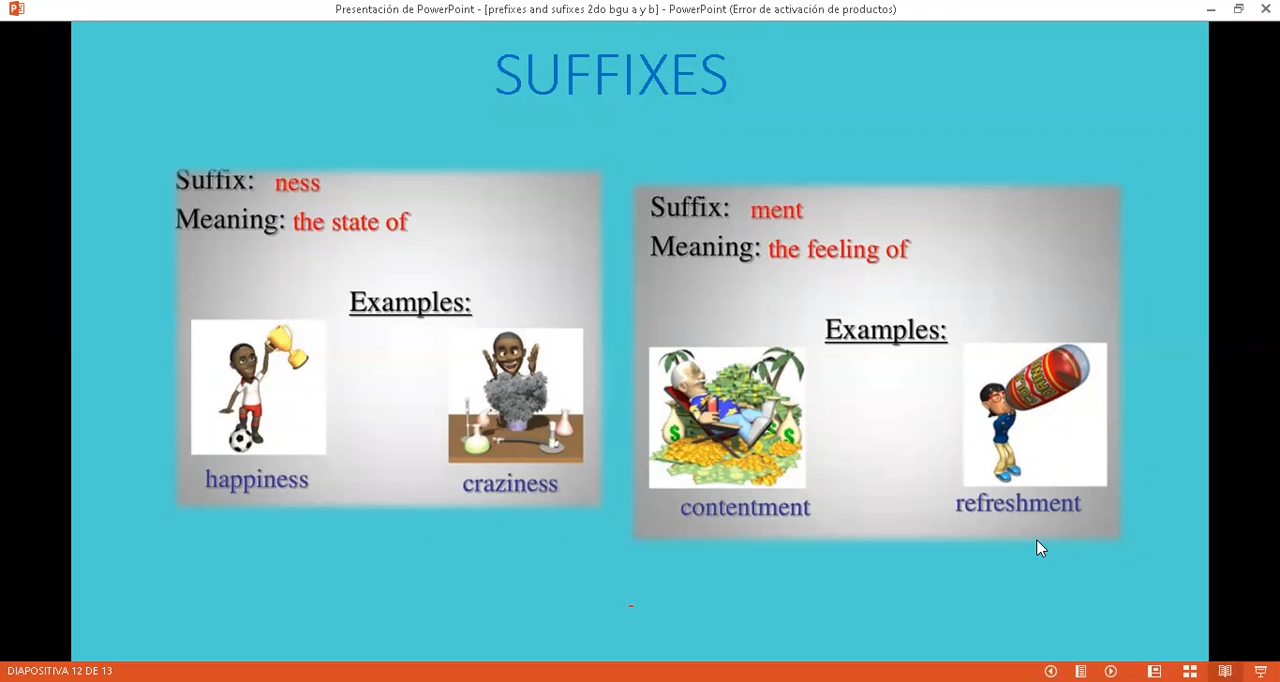 Presentación de PowerPoint - [prefixes and sufixes 2do bgu a y b] - PowerPoint (Error de activación de productos)
SUFFIXES
Suffix: ness
Meaning: the state of
Examples:
happiness
craziness
Suffix: ment
Meaning: the feeling of
Examples:
contentment
refreshment
DIAPOSITIVA 12 DE 13